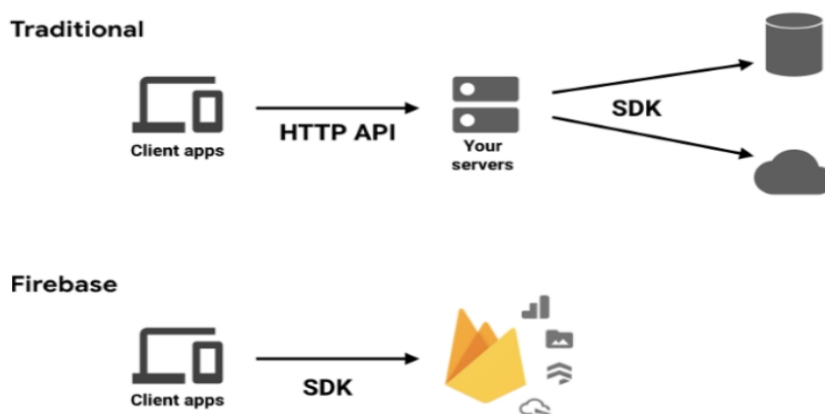 Traditional
Client apps
HTTP API
Your
servers
SDK
Firebase
Client apps
SDK